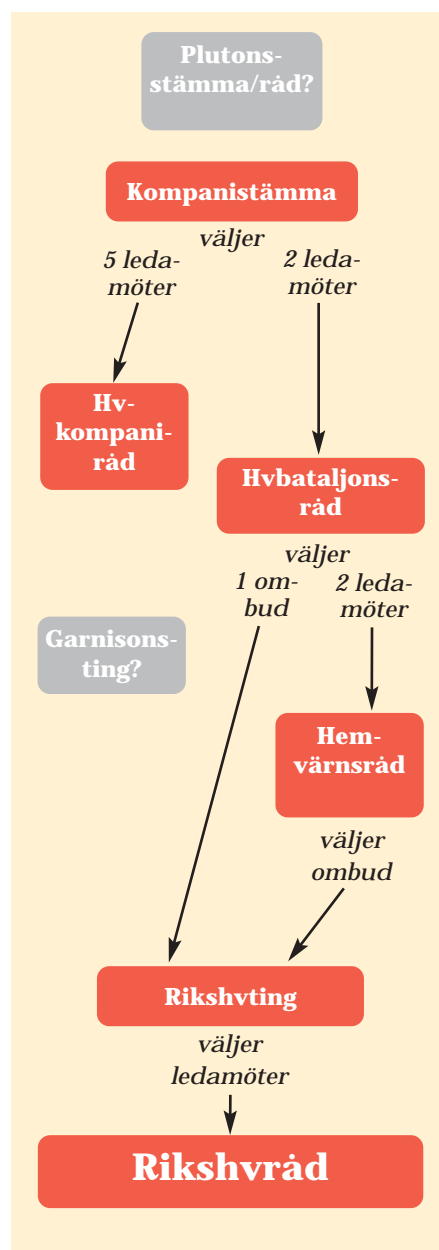 Plutons-
stämma/råd?
Kompanistämma
väljer
5 leda-
möter
2 leda-
möter
Hv-
kompani-
råd
Hvbataljons-
råd
väljer
1 om-
bud
2 leda-
möter
Garnisons-
ting?
Hem-
värnsråd
väljer
ombud
Rikshvting
väljer
ledamöter
Rikshvråd